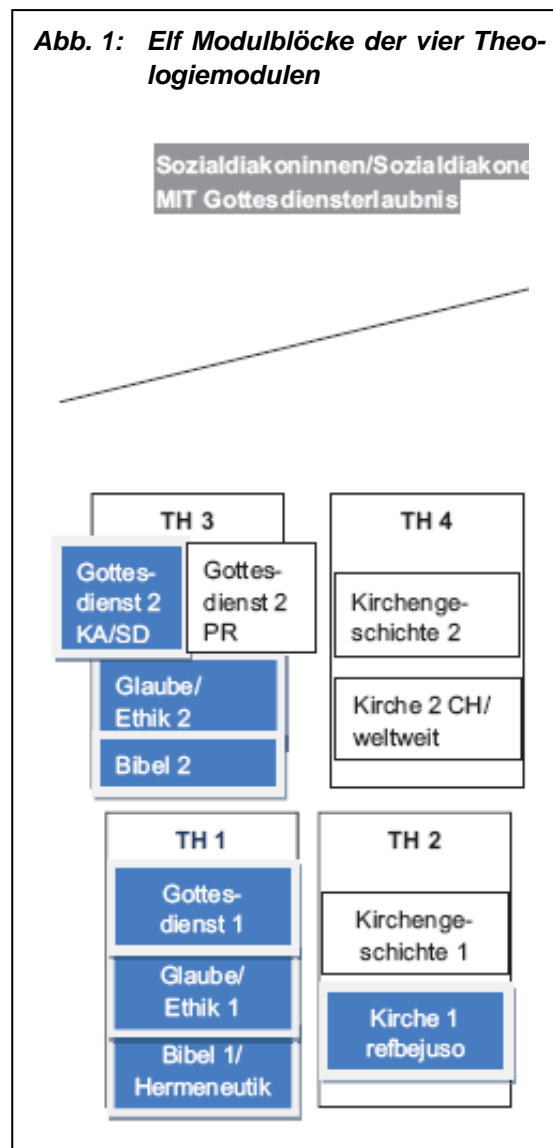 Abb. 1: Elf Modulblöcke der vier Theo-
logiemodulen
Sozialdiakoninnen/Sozialdiakone
MIT Gottesdiensterlaubnis
TH 3
Gottes-
dienst 2
KA/SD
Gottes-
dienst 2
PR
Glaube/
Ethik 2
Bibel 2
TH 4
Kirchenge-
schichte 2
Kirche 2 CH/
weltweit
TH 1
Gottes-
dienst 1
Glaube/
Ethik 1
Bibel 1/
Hermeneutik
TH 2
Kirchenge-
schichte 1
Kirche 1
refbejuso